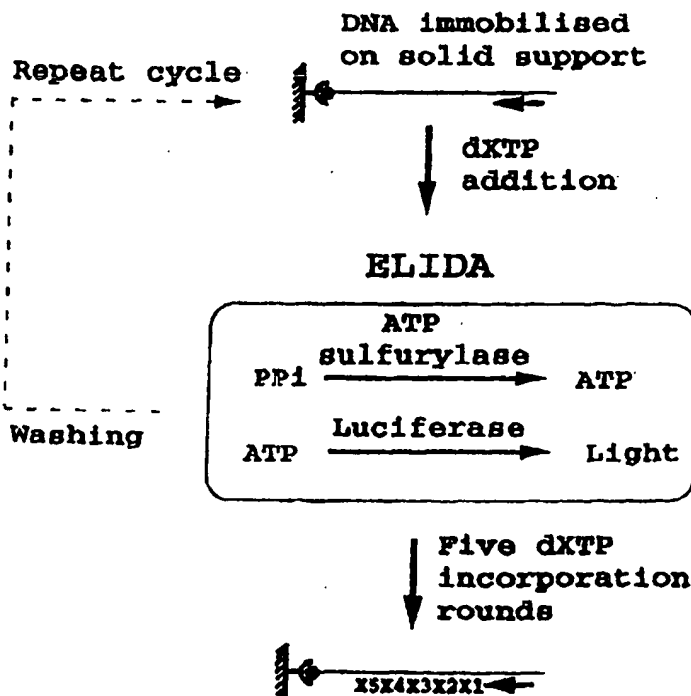 DNA immobilised
on solid support
Repeat cycle
dXTP
addition
ELIDA
ATP
sulfurylase
PPi
ATP
Luciferase
ATP
Light
Washing
Five dXTP
incorporation
rounds
X5X4X3X2X1